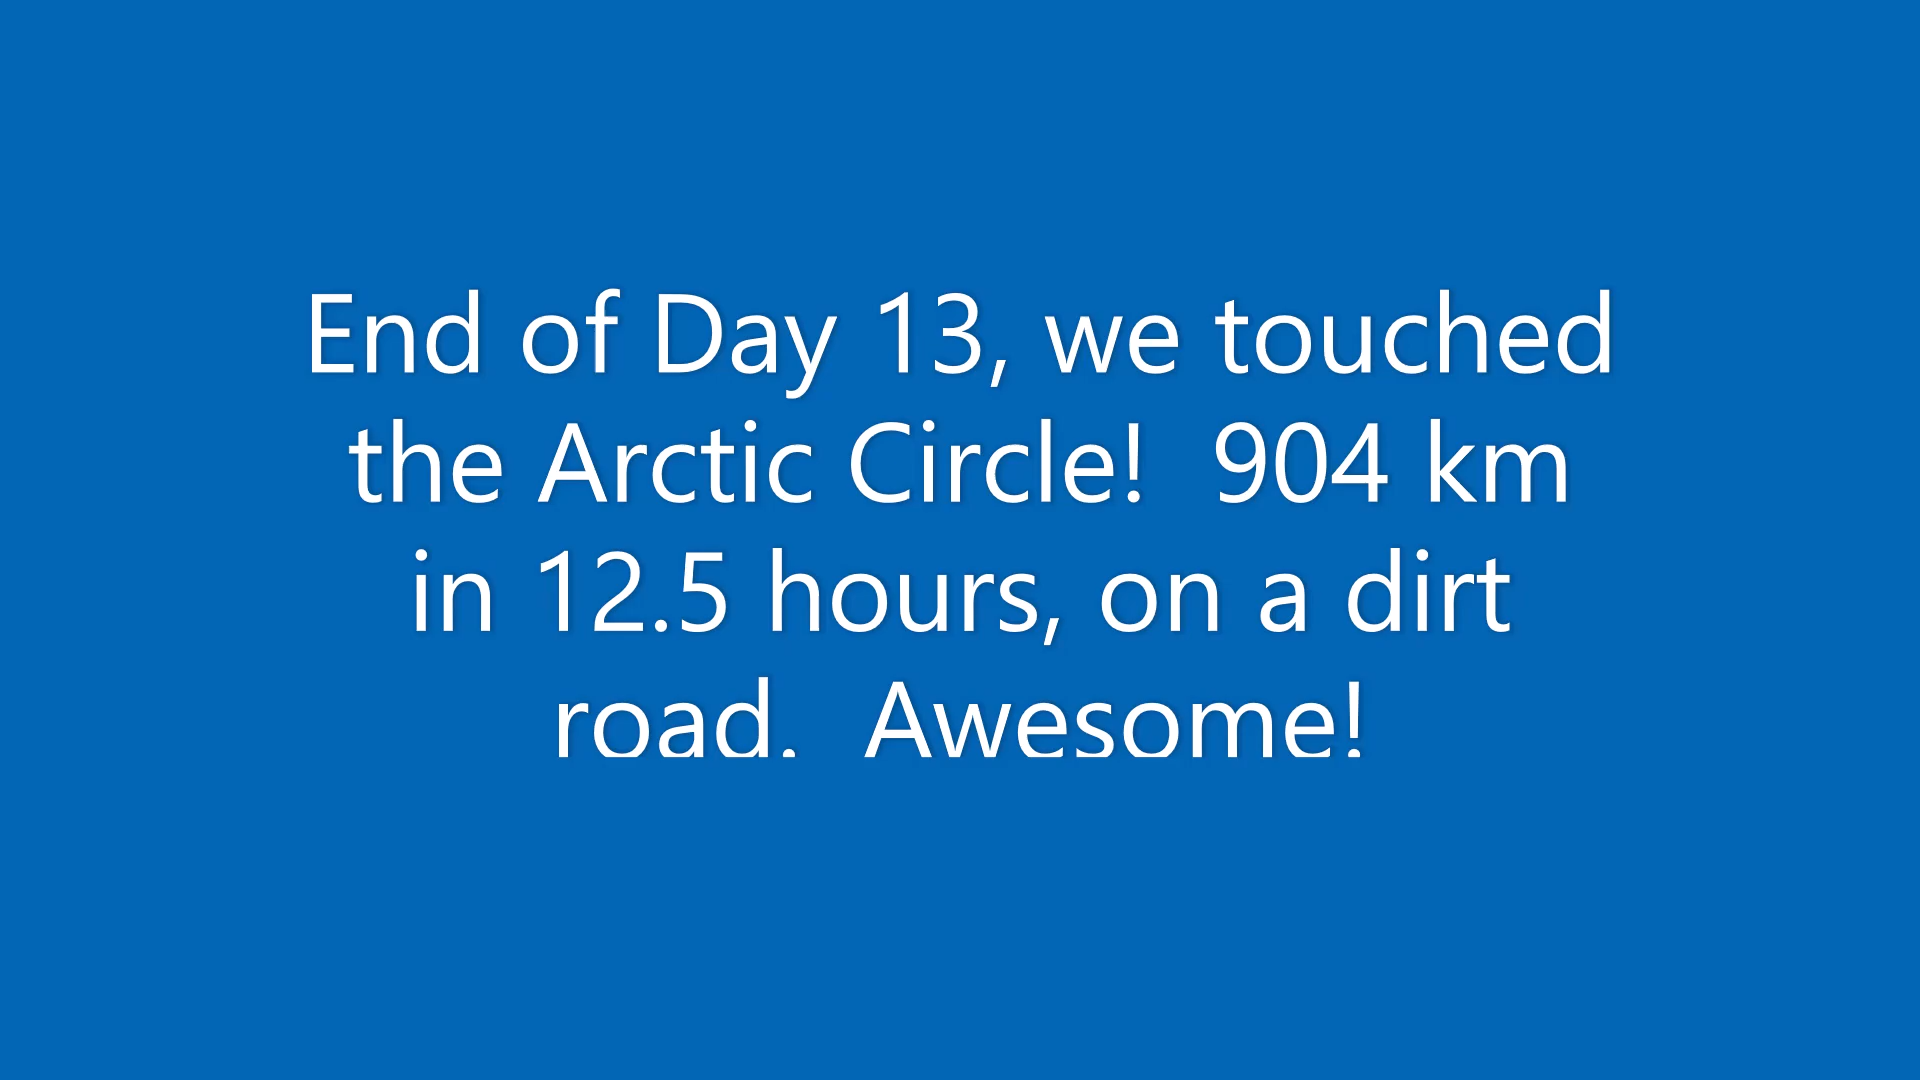 End of Day 13, we touched
the Arctic Circle!  904 km
in 12.5 hours, on a dirt
road.  Awesome!